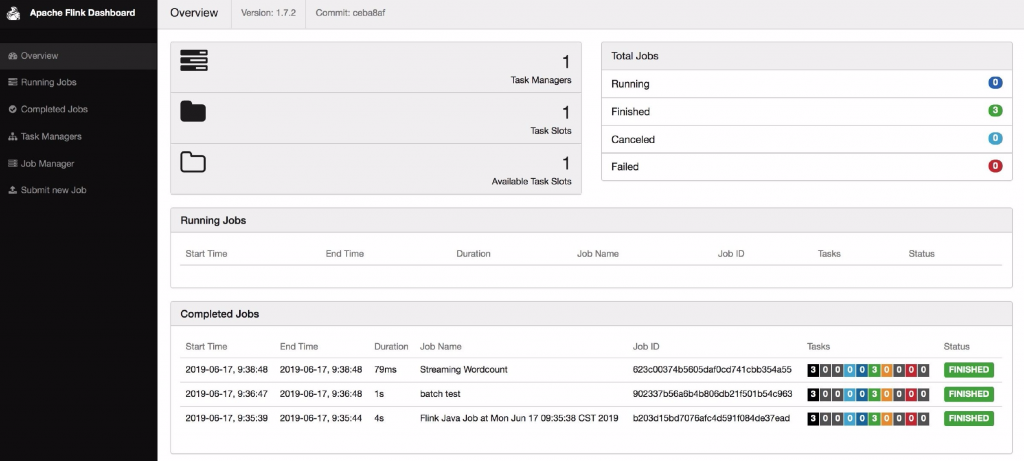 Apache Flink Dashboard
Overview
Version: 1.7.2
Commit: ceba8af
Overview
Running Jobs
Completed Jobs
Task Managers
Job Manager
Submit new Job
1
Task Managers
1
Task Slots
1
Available Task Slots
Total Jobs
Running 0
Finished 3
Canceled 0
Failed 0
Running Jobs
Start Time End Time Duration Job Name Job ID Tasks Status
Completed Jobs
Start Time End Time Duration Job Name Job ID Tasks Status
2019-06-17, 9:38:48 2019-06-17, 9:38:48 79ms Streaming Wordcount 623c00374b5605daf0cd741cbb354a55 3 0 0 0 0 3 0 0 0 0 FINISHED
2019-06-17, 9:36:47 2019-06-17, 9:36:48 1s batch test 902337b56a6b4b806db21f501b54c963 3 0 0 0 0 3 0 0 0 0 FINISHED
2019-06-17, 9:35:39 2019-06-17, 9:35:44 4s Flink Java Job at Mon Jun 17 09:35:38 CST 2019 b203d15bd7076afc4d591f084de37ead 3 0 0 0 0 3 0 0 0 0 FINISHED